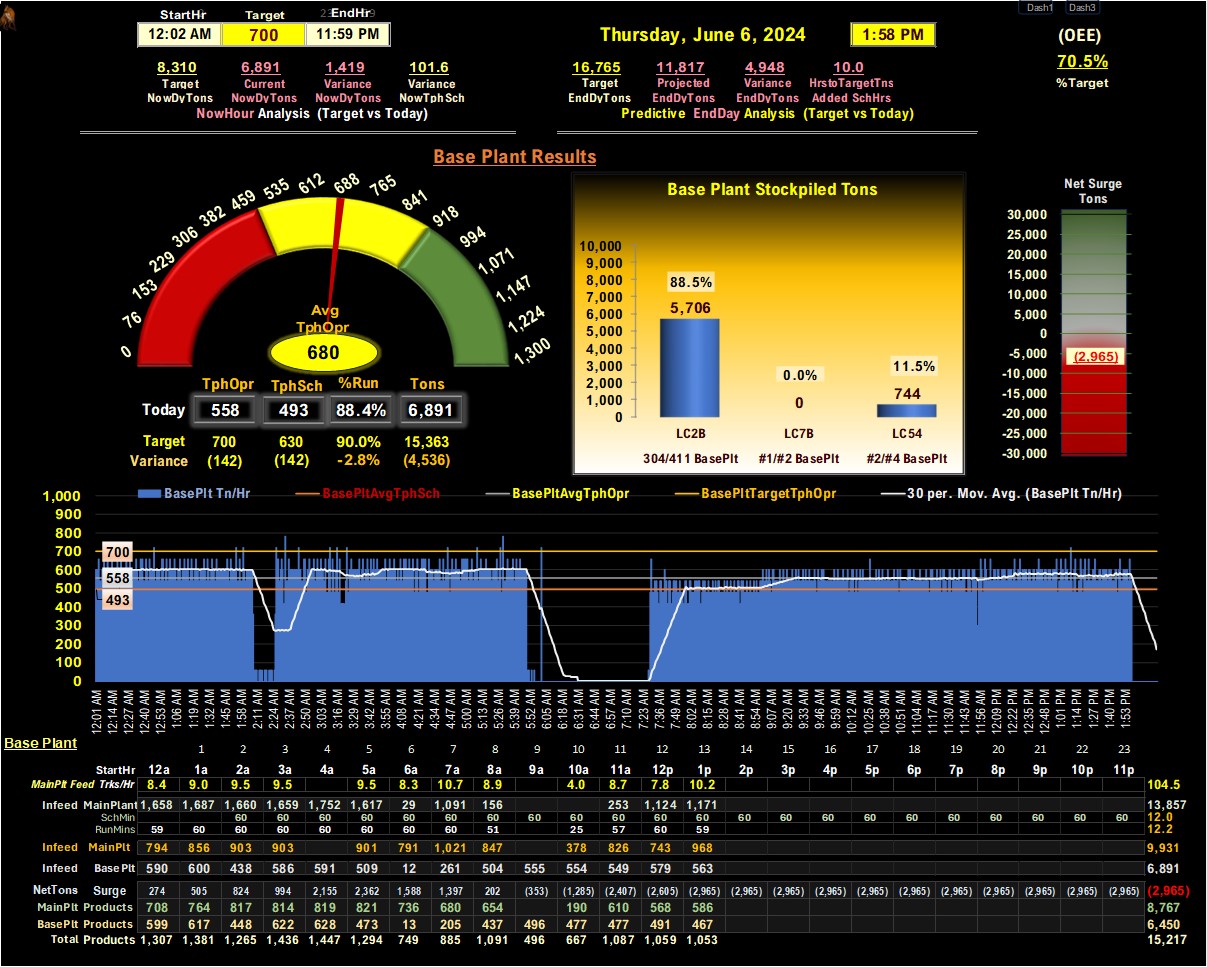 Dash1 Dash3
StartHr Target EndHr
12:02 AM 700 11:59 PM
Thursday, June 6, 2024 1:58 PM
(OEE)
70.5%
%Target
8,310 6,891 1,419 101.6
Target Current Variance Variance
NowDyTons NowDyTons NowDyTons NowTphSch
NowHour Analysis (Target vs Today)
16,765 11,817 4,948 10.0
Target Projected Variance HrstoTargetTns
EndDyTons EndDyTons EndDyTons Added SchHrs
Predictive EndDay Analysis (Target vs Today)
Base Plant Results
0 76 153 229 306 382 459 535 612 688 765 841 918 994 1,071 1,147 1,224 1,300
Avg
TphOpr
680
TphOpr TphSch %Run Tons
Today 558 493 88.4% 6,891
Target 700 630 90.0% 15,363
Variance (142) (142) -2.8% (4,536)
Base Plant Stockpiled Tons
10,000
9,000
8,000
7,000
6,000
5,000
4,000
3,000
2,000
1,000
0
88.5%
5,706
0.0%
0
11.5%
744
LC2B LC7B LC54
304/411 BasePlt #1/#2 BasePlt #2/#4 BasePlt
Net Surge
Tons
30,000
25,000
20,000
15,000
10,000
5,000
0
-5,000
-10,000
-15,000
-20,000
-25,000
-30,000
(2,965)
BasePlt Tn/Hr BasePltAvgTphSch BasePltAvgTphOpr BasePltTargetTphOpr 30 per. Mov. Avg. (BasePlt Tn/Hr)
1,000
900
800
700
600
500
400
300
200
100
0
700
558
493
12:01 AM 12:14 AM 12:27 AM 12:40 AM 12:53 AM 1:06 AM 1:19 AM 1:32 AM 1:45 AM 1:58 AM 2:11 AM 2:24 AM 2:37 AM 2:50 AM 3:03 AM 3:16 AM 3:29 AM 3:42 AM 3:55 AM 4:08 AM 4:21 AM 4:34 AM 4:47 AM 5:00 AM 5:13 AM 5:26 AM 5:39 AM 5:52 AM 6:05 AM 6:18 AM 6:31 AM 6:44 AM 6:57 AM 7:10 AM 7:23 AM 7:36 AM 7:49 AM 8:02 AM 8:15 AM 8:28 AM 8:41 AM 8:54 AM 9:07 AM 9:20 AM 9:33 AM 9:46 AM 9:59 AM 10:12 AM 10:25 AM 10:38 AM 10:51 AM 11:04 AM 11:17 AM 11:30 AM 11:43 AM 11:56 AM 12:09 PM 12:22 PM 12:35 PM 12:48 PM 1:01 PM 1:14 PM 1:27 PM 1:40 PM 1:53 PM
Base Plant 1 2 3 4 5 6 7 8 9 10 11 12 13 14 15 16 17 18 19 20 21 22 23
StartHr 12a 1a 2a 3a 4a 5a 6a 7a 8a 9a 10a 11a 12p 1p 2p 3p 4p 5p 6p 7p 8p 9p 10p 11p
MainPlt Feed Trks/Hr 8.4 9.0 9.5 9.5 9.5 8.3 10.7 8.9 4.0 8.7 7.8 10.2 104.5
Infeed MainPlant 1,658 1,687 1,660 1,659 1,752 1,617 29 1,091 156 253 1,124 1,171 13,857
SchMin 60 60 60 60 60 60 60 60 60 60 60 60 60 60 60 60 60 60 60 60 60 60 12.0
RunMins 59 60 60 60 60 60 60 60 51 25 57 60 59 12.2
Infeed MainPlt 794 856 903 903 901 791 1,021 847 378 826 743 968 9,931
Infeed BasePlt 590 600 438 586 591 509 12 261 504 555 554 549 579 563 6,891
NetTons Surge 274 505 824 994 2,155 2,362 1,588 1,397 202 (353) (1,285) (2,407) (2,605) (2,965) (2,965) (2,965) (2,965) (2,965) (2,965) (2,965) (2,965) (2,965) (2,965) (2,965) (2,965)
MainPlt Products 708 764 817 814 819 821 736 680 654 190 610 568 586 8,767
BasePlt Products 599 617 448 622 628 473 13 205 437 496 477 477 491 467 6,450
Total Products 1,307 1,381 1,265 1,436 1,447 1,294 749 885 1,091 496 667 1,087 1,059 1,053 15,217